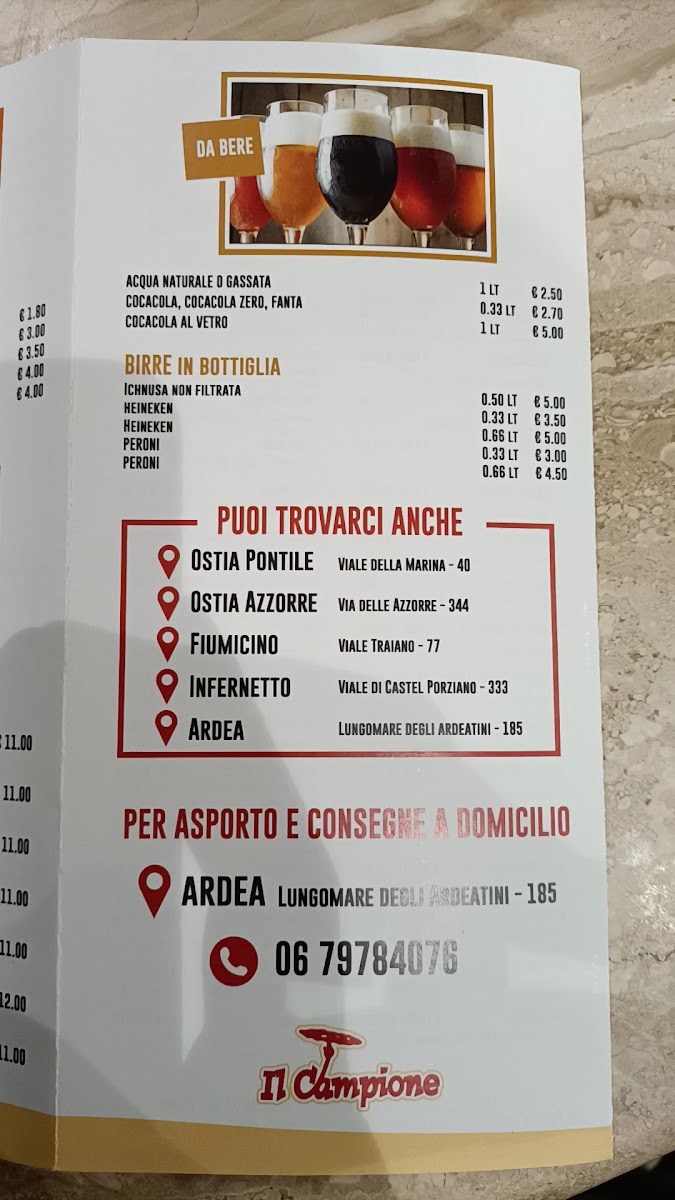 € 1.80
€ 3.00
€ 3.50
€ 4.00
€ 4.00
€ 11.00
11.00
11.00
11.00
11.00
12.00
11.00
DA BERE
ACQUA NATURALE O GASSATA 1 LT € 2.50
COCACOLA, COCACOLA ZERO, FANTA 0.33 LT € 2.70
COCACOLA AL VETRO 1 LT € 5.00
BIRRE IN BOTTIGLIA
ICHNUSA NON FILTRATA 0.50 LT € 5.00
HEINEKEN 0.33 LT € 3.50
HEINEKEN 0.66 LT € 5.00
PERONI 0.33 LT € 3.00
PERONI 0.66 LT € 4.50
PUOI TROVARCI ANCHE
OSTIA PONTILE VIALE DELLA MARINA - 40
OSTIA AZZORRE VIA DELLE AZZORRE - 344
FIUMICINO VIALE TRAIANO - 77
INFERNETTO VIALE DI CASTEL PORZIANO - 333
ARDEA LUNGOMARE DEGLI ARDEATINI - 185
PER ASPORTO E CONSEGNE A DOMICILIO
ARDEA LUNGOMARE DEGLI ARDEATINI - 185
06 79784076
Il Campione